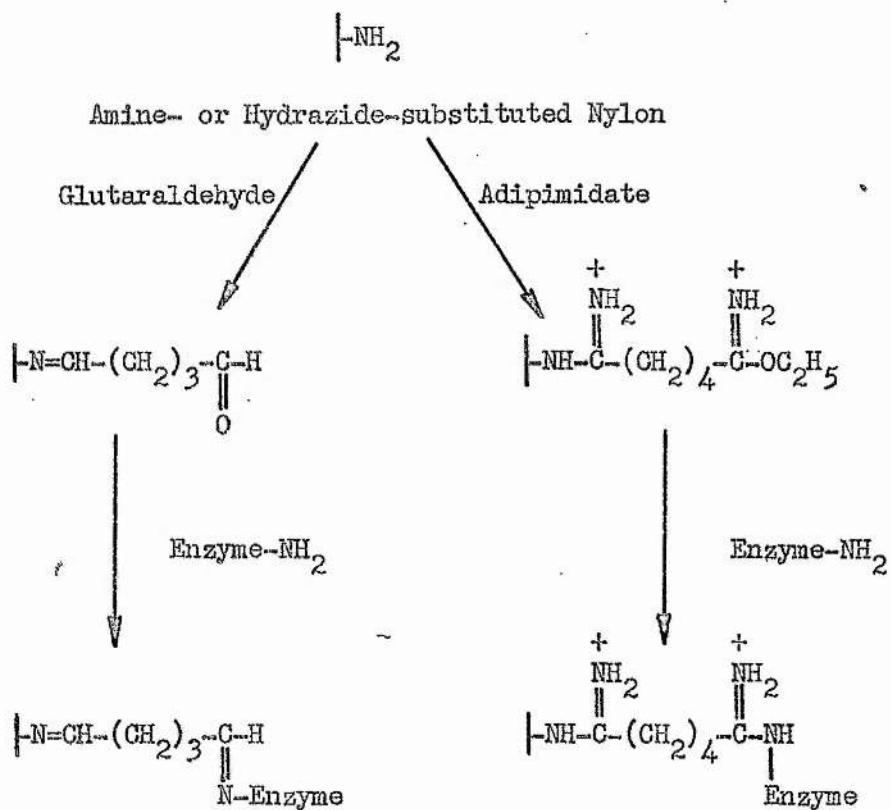 ├-NH2
Amine- or Hydrazide-substituted Nylon
Glutaraldehyde Adipimidate
+ +
NH2 NH2
├-N=CH-(CH2)3-C-H
O
├-NH-C-(CH2)4-C-OC2H5
Enzyme-NH2 Enzyme-NH2
+ +
NH2 NH2
├-N=CH-(CH2)3-C-H
N-Enzyme
├-NH-C-(CH2)4-C-NH
Enzyme